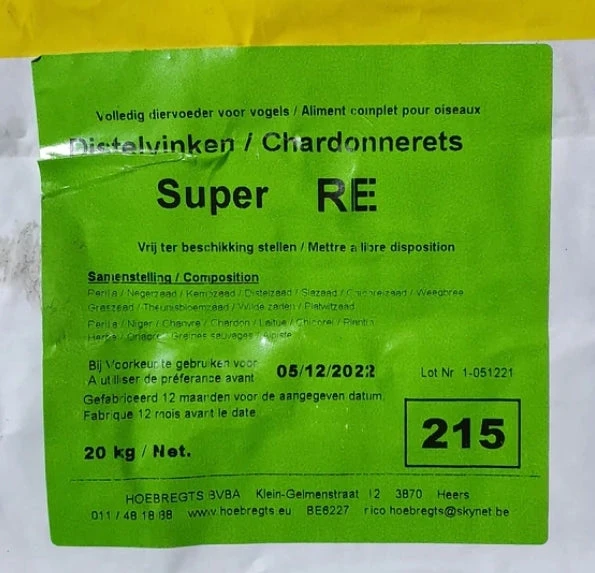 Volledig diervoeder voor vogels / Aliment complet pour oiseaux
Distelvinken / Chardonnerets
Super RE
Vrij ter beschikking stellen / Mettre a libre disposition
Samenstelling / Composition
Perilla / Negerzaad / Kempzaad / Distelzaad / Slazaad / Cichoreizaad / Weegbree
Graszaad / Theunisbloemzaad / Wilde zaden / Platwitzaad
Perilla / Niger / Chanvre / Chardon / Laitue / Chicorei / Plantin
Herbe / Onagre / Graines sauvages / Alpiste
Bij Voorkeur te gebruiken voor
A utiliser de préferance avant
05/12/2022
Lot Nr 1-051221
Gefabriceerd 12 maanden voor de aangegeven datum.
Fabrique 12 mois avant le date
215
20 kg / Net.
HOEBREGTS BVBA Klein-Gelmenstraat 12 3870 Heers
011 / 48 18 88 www.hoebregts.eu BE6227 rico.hoebregts@skynet.be